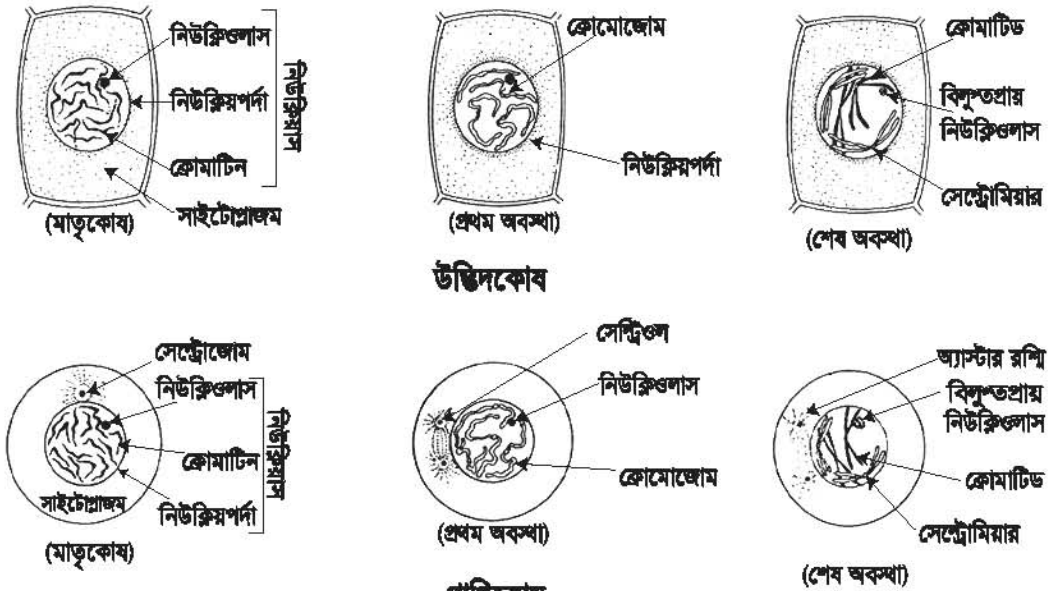 নিউক্লিওলাস
নিউক্লিয়পর্দা
ক্রোমাটিন
সাইটোপ্লাজম
নিউক্লিয়াস
(মাতৃকোষ)
ক্রোমোজোম
নিউক্লিয়পর্দা
(প্রথম অবস্থা)
ক্রোমাটিড
বিলুপ্তপ্রায়
নিউক্লিওলাস
সেন্ট্রোমিয়ার
(শেষ অবস্থা)
উদ্ভিদকোষ
সেন্ট্রোজোম
নিউক্লিওলাস
ক্রোমাটিন
নিউক্লিয়পর্দা
নিউক্লিয়াস
সাইটোপ্লাজম
(মাতৃকোষ)
সেন্ট্রিওল
নিউক্লিওলাস
ক্রোমোজোম
(প্রথম অবস্থা)
অ্যাস্টার রশ্মি
বিলুপ্তপ্রায়
নিউক্লিওলাস
ক্রোমাটিড
সেন্ট্রোমিয়ার
(শেষ অবস্থা)